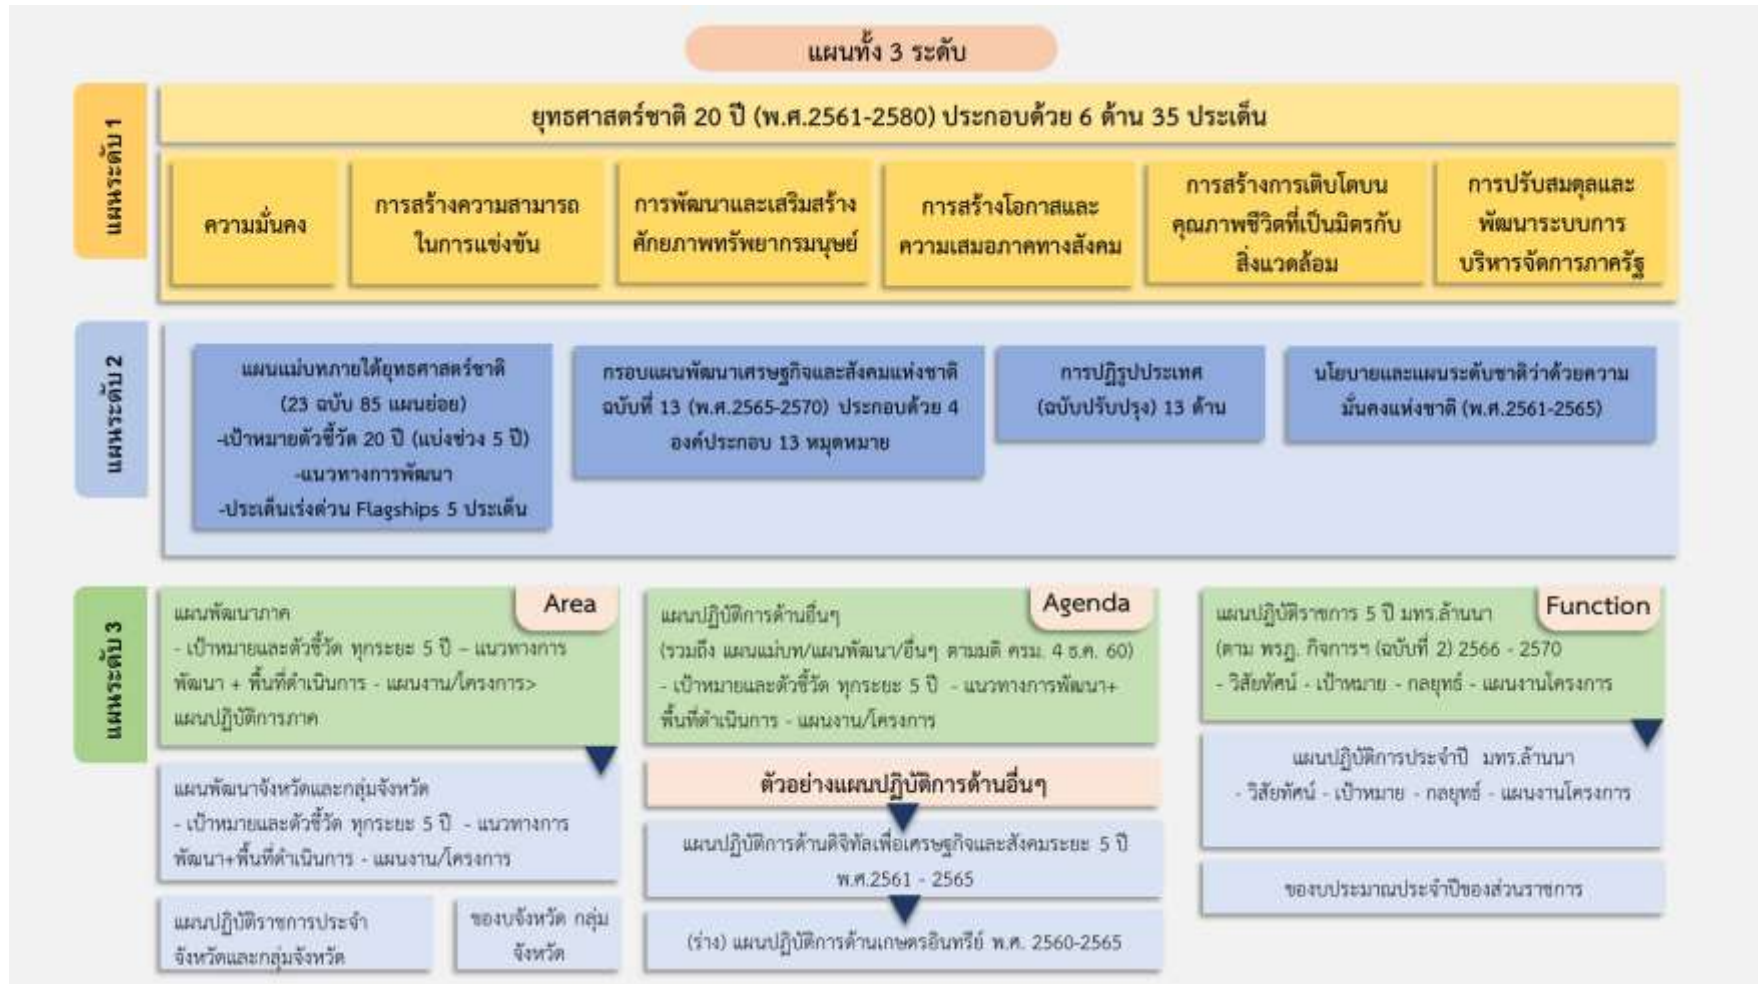 แผนทั้ง 3 ระดับ
แผนระดับ 1
ยุทธศาสตร์ชาติ 20 ปี (พ.ศ.2561-2580) ประกอบด้วย 6 ด้าน 35 ประเด็น
ความมั่นคง
การสร้างความสามารถ
ในการแข่งขัน
การพัฒนาและเสริมสร้าง
ศักยภาพทรัพยากรมนุษย์
การสร้างโอกาสและ
ความเสมอภาคทางสังคม
การสร้างการเติบโตบน
คุณภาพชีวิตที่เป็นมิตรกับ
สิ่งแวดล้อม
การปรับสมดุลและ
พัฒนาระบบการ
บริหารจัดการภาครัฐ
แผนระดับ 2
แผนแม่บทภายใต้ยุทธศาสตร์ชาติ
(23 ฉบับ 85 แผนย่อย)
-เป้าหมายตัวชี้วัด 20 ปี (แบ่งช่วง 5 ปี)
-แนวทางการพัฒนา
-ประเด็นเร่งด่วน Flagships 5 ประเด็น
กรอบแผนพัฒนาเศรษฐกิจและสังคมแห่งชาติ
ฉบับที่ 13 (พ.ศ.2565-2570) ประกอบด้วย 4
องค์ประกอบ 13 หมุดหมาย
การปฏิรูปประเทศ
(ฉบับปรับปรุง) 13 ด้าน
นโยบายและแผนระดับชาติว่าด้วยความ
มั่นคงแห่งชาติ (พ.ศ.2561-2565)
แผนระดับ 3
Area
แผนพัฒนาภาค
- เป้าหมายและตัวชี้วัด ทุกระยะ 5 ปี – แนวทางการ
พัฒนา + พื้นที่ดำเนินการ - แผนงาน/โครงการ>
แผนปฏิบัติการภาค
แผนพัฒนาจังหวัดและกลุ่มจังหวัด
- เป้าหมายและตัวชี้วัด ทุกระยะ 5 ปี - แนวทางการ
พัฒนา+พื้นที่ดำเนินการ - แผนงาน/โครงการ
แผนปฏิบัติราชการประจำ
จังหวัดและกลุ่มจังหวัด
ของบจังหวัด กลุ่ม
จังหวัด
Agenda
แผนปฏิบัติการด้านอื่นๆ
(รวมถึง แผนแม่บท/แผนพัฒนา/อื่นๆ ตามมติ ครม. 4 ธ.ค. 60)
- เป้าหมายและตัวชี้วัด ทุกระยะ 5 ปี - แนวทางการพัฒนา+
พื้นที่ดำเนินการ - แผนงาน/โครงการ
ตัวอย่างแผนปฏิบัติการด้านอื่นๆ
แผนปฏิบัติการด้านดิจิทัลเพื่อเศรษฐกิจและสังคมระยะ 5 ปี
พ.ศ.2561 - 2565
(ร่าง) แผนปฏิบัติการด้านเกษตรอินทรีย์ พ.ศ. 2560-2565
Function
แผนปฏิบัติราชการ 5 ปี มทร.ล้านนา
(ตาม พรฎ. กิจการฯ (ฉบับที่ 2) 2566 - 2570
- วิสัยทัศน์ - เป้าหมาย - กลยุทธ์ - แผนงานโครงการ
แผนปฏิบัติการประจำปี มทร.ล้านนา
- วิสัยทัศน์ - เป้าหมาย - กลยุทธ์ - แผนงานโครงการ
ของบประมาณประจำปีของส่วนราชการ